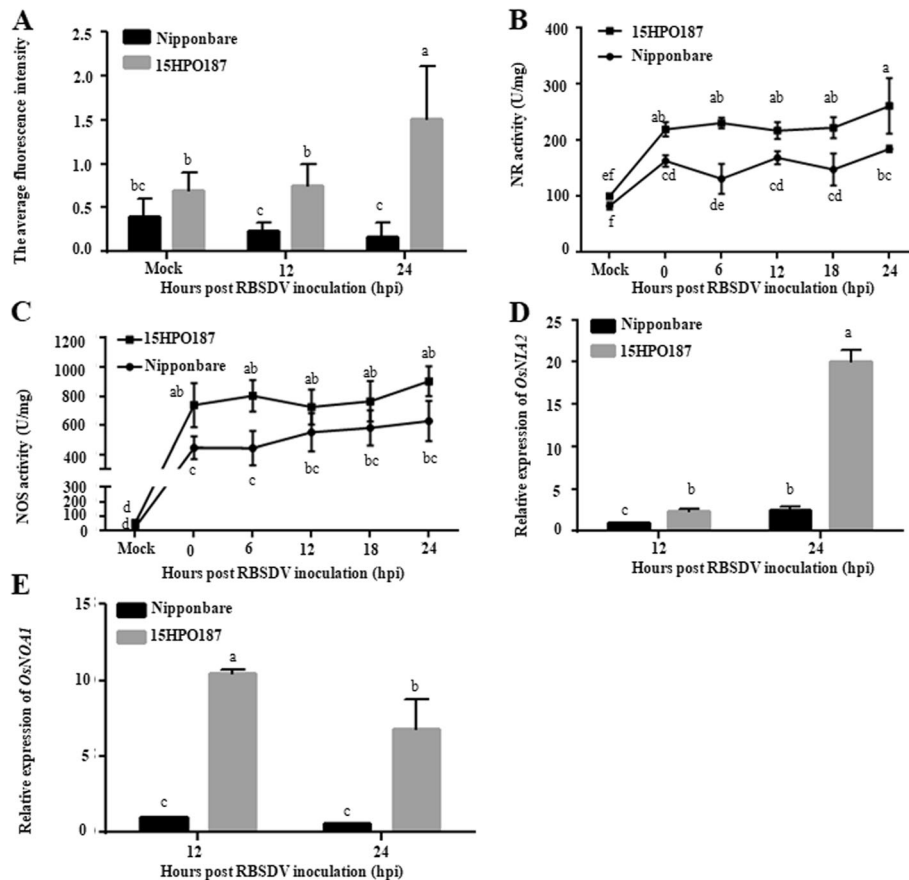 A
Nipponbare
15HPO187
The average fluorescence intensity
2.5
2.0
1.5
1.0
0.5
0.0
bc
b
c
b
c
a
Mock
12
24
Hours post RBSDV inoculation (hpi)
B
15HPO187
Nipponbare
NR activity (U/mg)
400
300
200
100
0
ef
f
ab
cd
ab
de
ab
cd
ab
cd
a
bc
Mock
0
6
12
18
24
Hours post RBSDV inoculation (hpi)
C
15HPO187
Nipponbare
NOS activity (U/mg)
1200
1000
800
600
400
300
200
100
0
d
d
ab
c
ab
c
ab
bc
ab
bc
ab
bc
Mock
0
6
12
18
24
Hours post RBSDV inoculation (hpi)
D
Nipponbare
15HPO187
Relative expression of OsNIA2
25
20
15
10
5
0
c
b
b
a
12
24
Hours post RBSDV inoculation (hpi)
E
Nipponbare
15HPO187
Relative expression of OsNOA1
15
10
5
0
c
a
c
b
12
24
Hours post RBSDV inoculation (hpi)